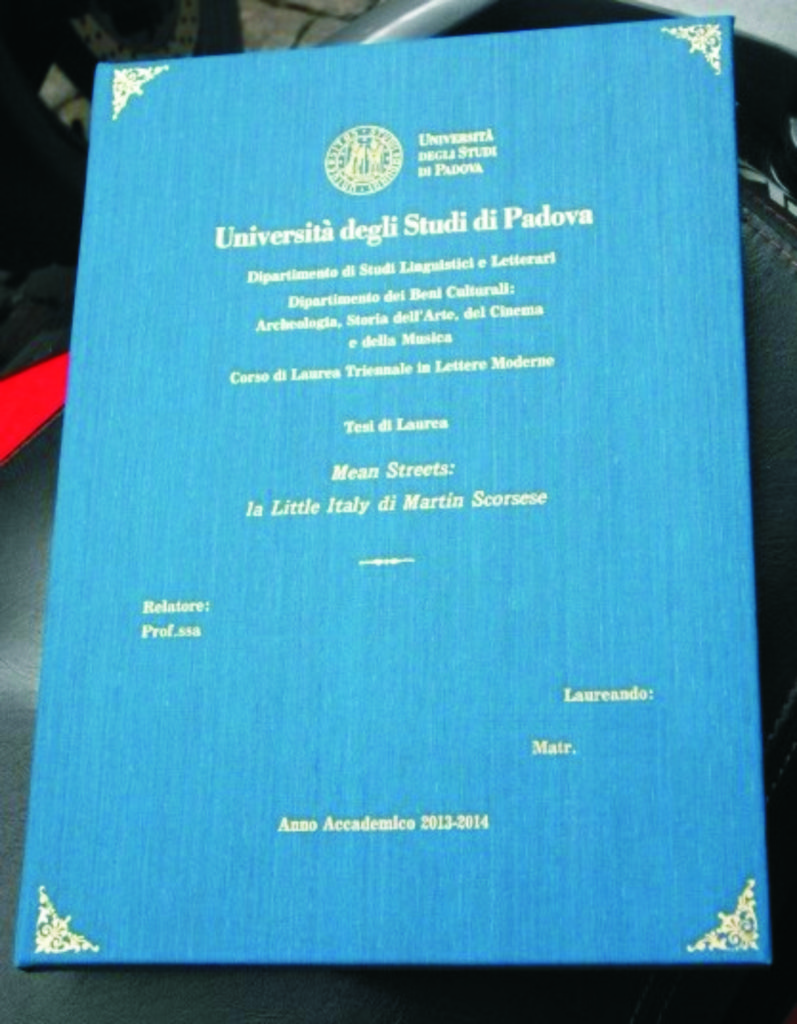 UNIVERSITÀ
DEGLI STUDI
DI PADOVA
Università degli Studi di Padova
Dipartimento di Studi Linguistici e Letterari
Dipartimento dei Beni Culturali:
Archeologia, Storia dell'Arte, del Cinema
e della Musica
Corso di Laurea Triennale in Lettere Moderne
Tesi di Laurea
Mean Streets:
la Little Italy di Martin Scorsese
Relatore:
Prof.ssa
Laureando:
Matr.
Anno Accademico 2013-2014